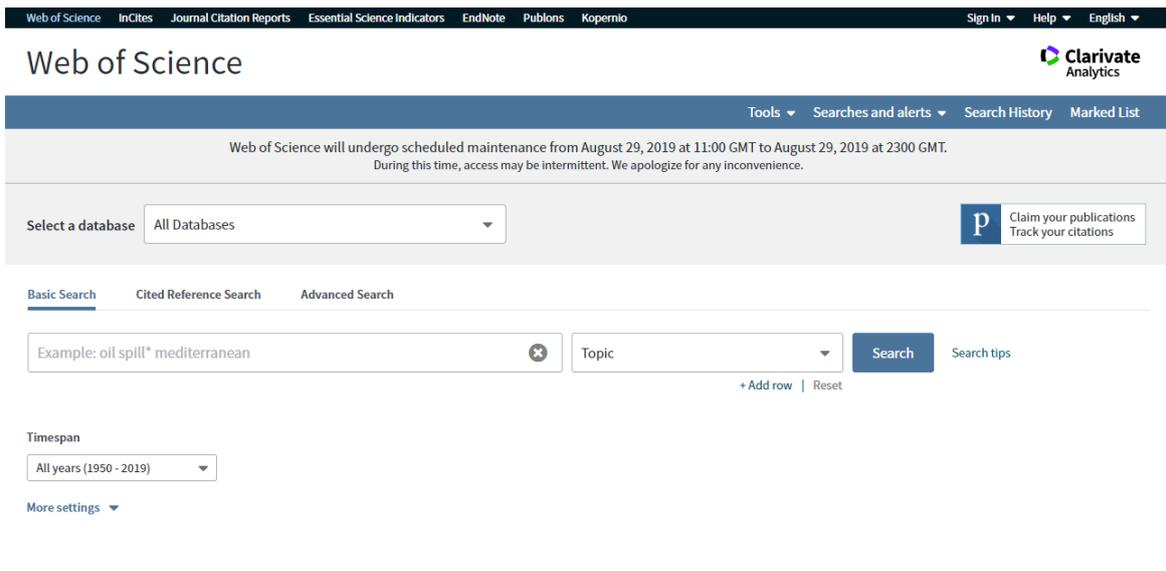 Web of Science InCites Journal Citation Reports Essential Science Indicators EndNote Publons Kopernio Sign In Help English
Web of Science
Clarivate
Analytics
Tools Searches and alerts Search History Marked List
Web of Science will undergo scheduled maintenance from August 29, 2019 at 11:00 GMT to August 29, 2019 at 2300 GMT.
During this time, access may be intermittent. We apologize for any inconvenience.
Select a database All Databases
p
Claim your publications
Track your citations
Basic Search Cited Reference Search Advanced Search
Example: oil spill* mediterranean Topic Search Search tips
+ Add row | Reset
Timespan
All years (1950 - 2019)
More settings